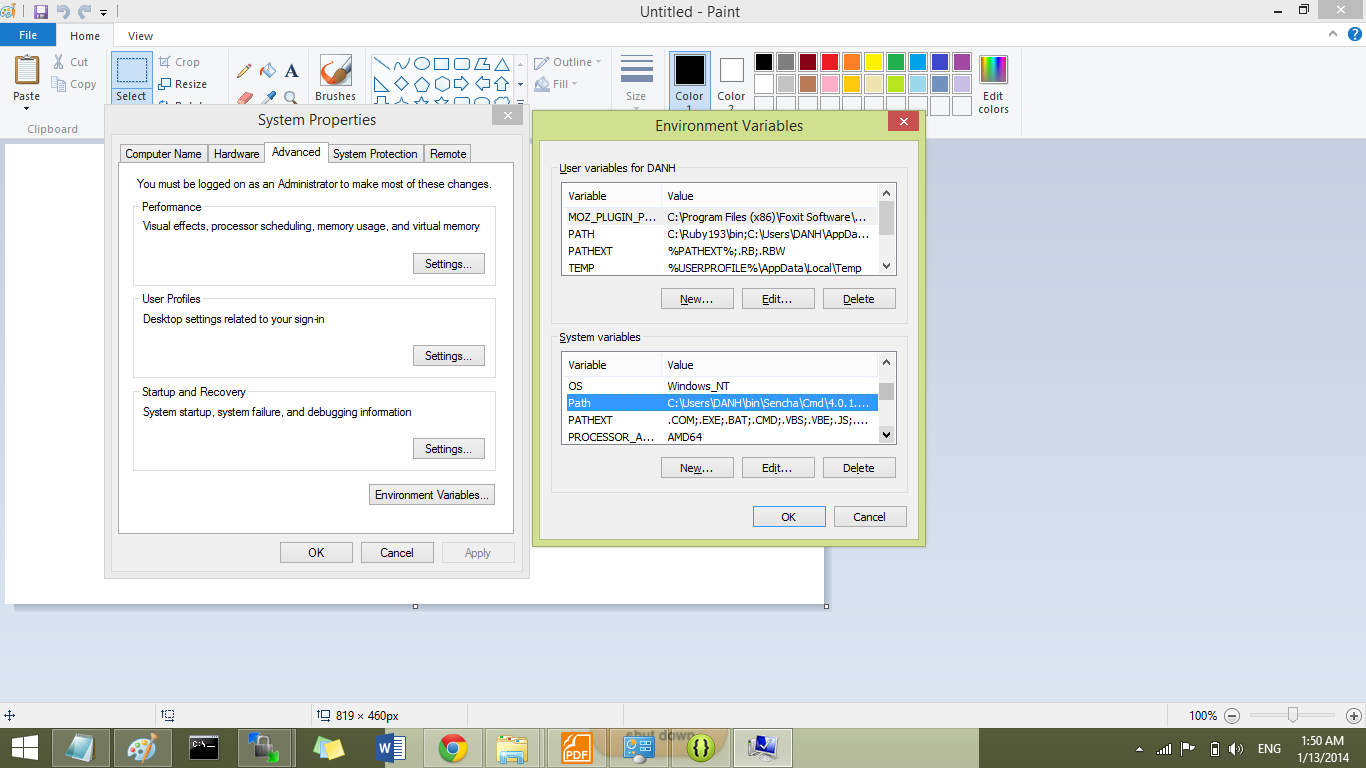 Untitled - Paint
File Home View
Paste
Cut
Copy
Clipboard
Select
Crop
Resize
A
Brushes
Outline
Fill
Size
Color
1
Color
2
Edit
colors
System Properties
Computer Name Hardware Advanced System Protection Remote
You must be logged on as an Administrator to make most of these changes.
Performance
Visual effects, processor scheduling, memory usage, and virtual memory
Settings...
User Profiles
Desktop settings related to your sign-in
Settings...
Startup and Recovery
System startup, system failure, and debugging information
Settings...
Environment Variables...
OK Cancel Apply
Environment Variables
User variables for DANH
Variable Value
MOZ_PLUGIN_P... C:\Program Files (x86)\Foxit Software\...
PATH C:\Ruby193\bin;C:\Users\DANH\AppDa...
PATHEXT %PATHEXT%;.RB;.RBW
TEMP %USERPROFILE%\AppData\Local\Temp
New... Edit... Delete
System variables
Variable Value
OS Windows_NT
Path C:\Users\DANH\bin\Sencha\Cmd\4.0.1....
PATHEXT .COM;.EXE;.BAT;.CMD;.VBS;.VBE;.JS;....
PROCESSOR_A... AMD64
New... Edit... Delete
OK Cancel
819 × 460px
100%
C:\
W
PDF
shut down
{}
ENG
1:50 AM
1/13/2014